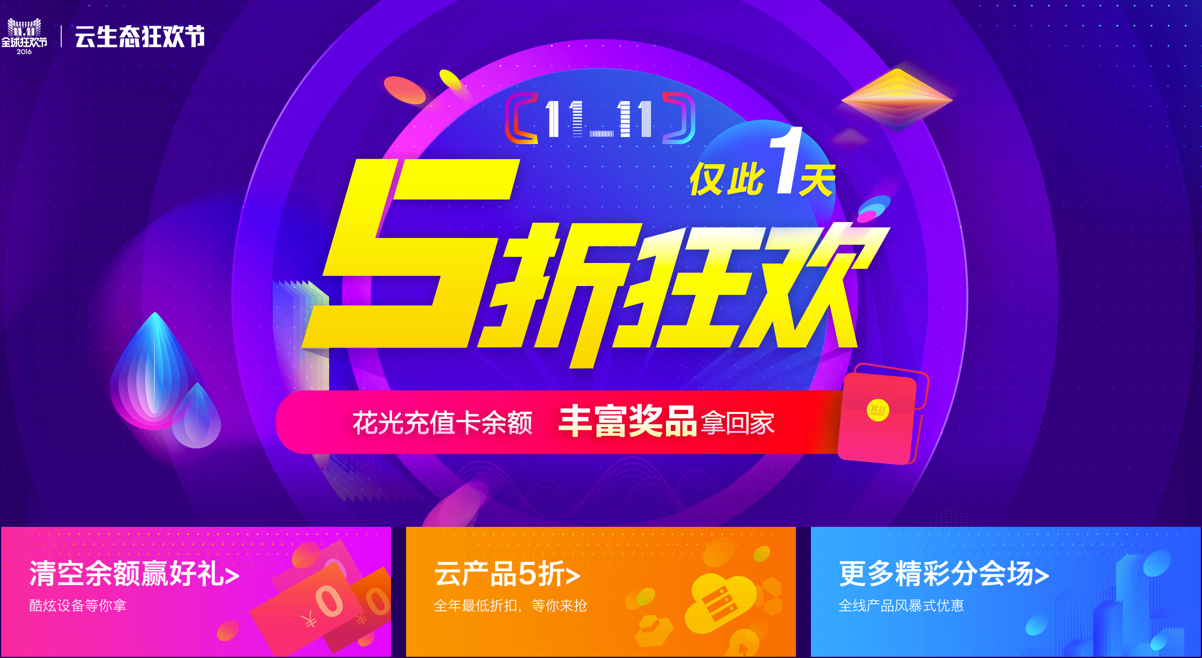 11.11
全球狂欢节
2016
云生态狂欢节
11_11
仅此1天
5折狂欢
花光充值卡余额 丰富奖品拿回家
清空余额赢好礼>
酷炫设备等你拿
0
0
天
云产品5折>
全年最低折扣，等你来抢
更多精彩分会场>
全线产品风暴式优惠